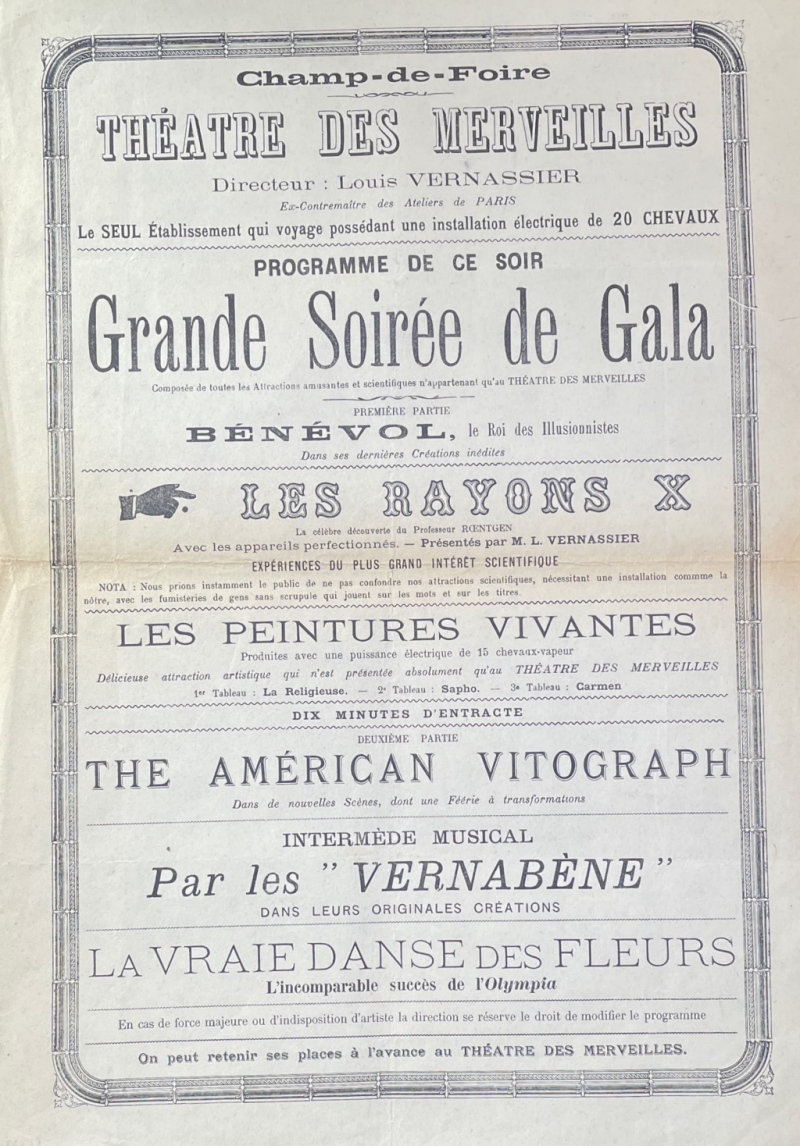 Champ-de-Foire
THÉATRE DES MERVEILLES
Directeur : Louis VERNASSIER
Ex-Contremaître des Ateliers de PARIS
Le SEUL Établissement qui voyage possédant une installation électrique de 20 CHEVAUX
PROGRAMME DE CE SOIR
Grande Soirée de Gala
Composée de toutes les Attractions amusantes et scientifiques n'appartenant qu'au THÉATRE DES MERVEILLES
PREMIÈRE PARTIE
BÉNÉVOL, le Roi des Illusionnistes
Dans ses dernières Créations inédites
LES RAYONS X
La célèbre découverte du Professeur RŒNTGEN
Avec les appareils perfectionnés. — Présentés par M. L. VERNASSIER
EXPÉRIENCES DU PLUS GRAND INTÉRÊT SCIENTIFIQUE
NOTA : Nous prions instamment le public de ne pas confondre nos attractions scientifiques, nécessitant une installation commme la
nôtre, avec les fumisteries de gens sans scrupule qui jouent sur les mots et sur les titres.
LES PEINTURES VIVANTES
Produites avec une puissance électrique de 15 chevaux-vapeur
Délicieuse attraction artistique qui n'est présentée absolument qu'au THÉATRE DES MERVEILLES
1er Tableau : La Religieuse. — 2e Tableau : Sapho. — 3e Tableau : Carmen
DIX MINUTES D'ENTRACTE
DEUXIÈME PARTIE
THE AMÉRICAN VITOGRAPH
Dans de nouvelles Scènes, dont une Féérie à transformations
INTERMÈDE MUSICAL
Par les " VERNABÈNE "
DANS LEURS ORIGINALES CRÉATIONS
LA VRAIE DANSE DES FLEURS
L'incomparable succès de l'Olympia
En cas de force majeure ou d'indisposition d'artiste la direction se réserve le droit de modifier le programme
On peut retenir ses places à l'avance au THÉATRE DES MERVEILLES.